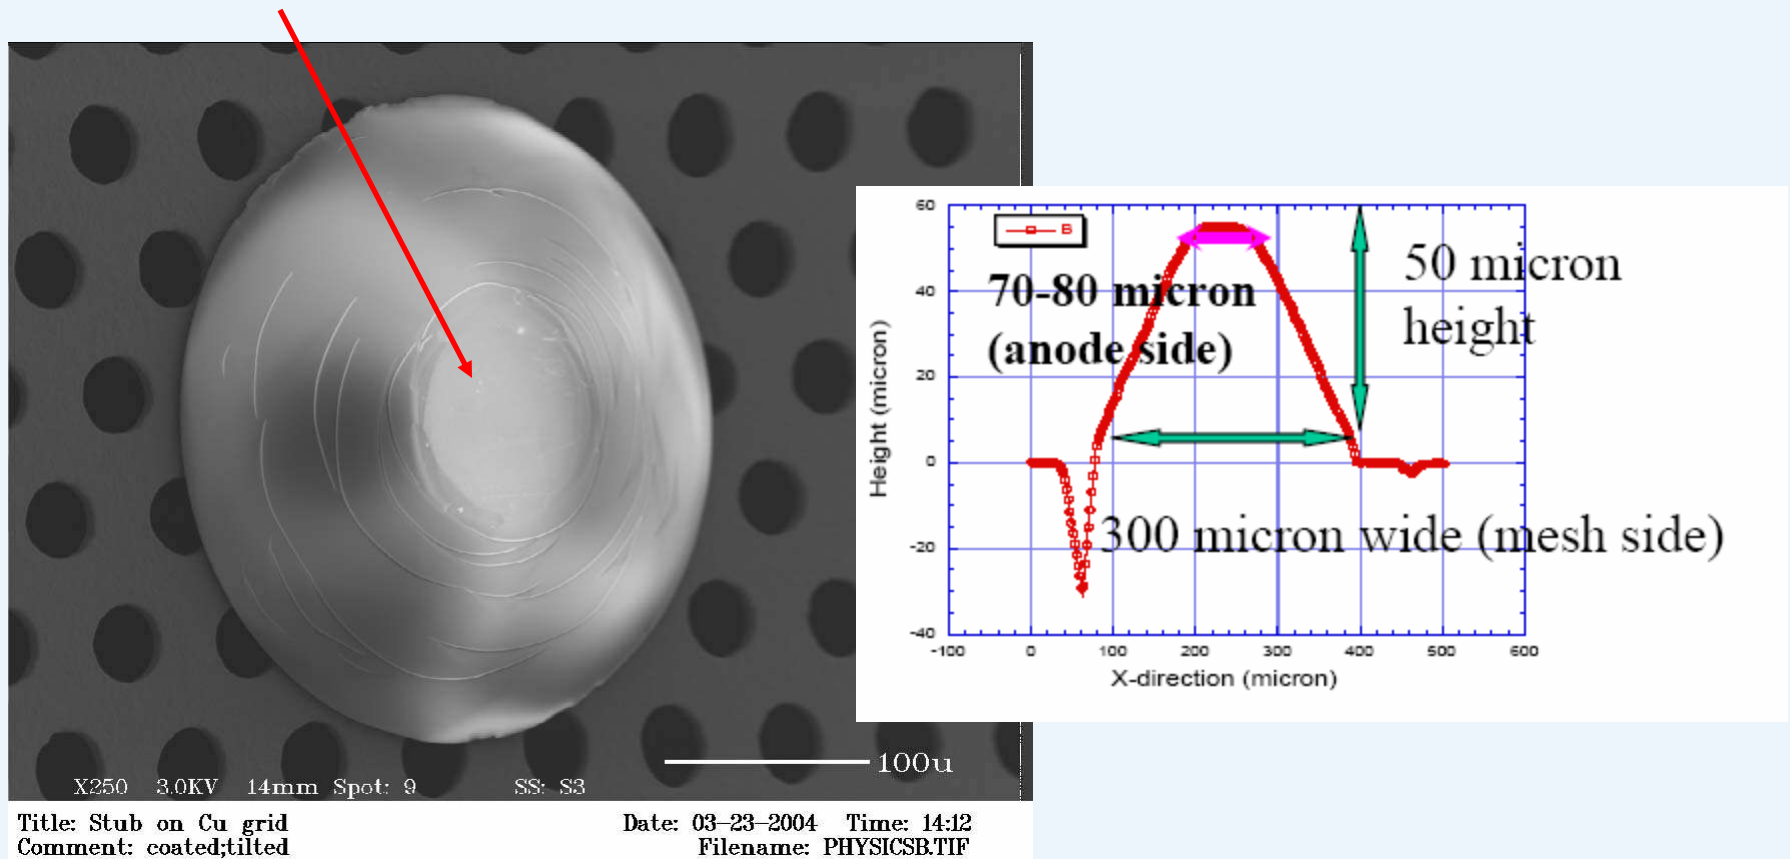 100u
X250 3.0KV 14mm Spot: 9 SS: S3
Title: Stub on Cu grid Date: 03-23-2004 Time: 14:12
Comment: coated;tilted Filename: PHYSICSB.TIF
B
70-80 micron
(anode side)
50 micron
height
300 micron wide (mesh side)
Height (micron)
60
40
20
0
-20
-40
-100 0 100 200 300 400 500 600
X-direction (micron)